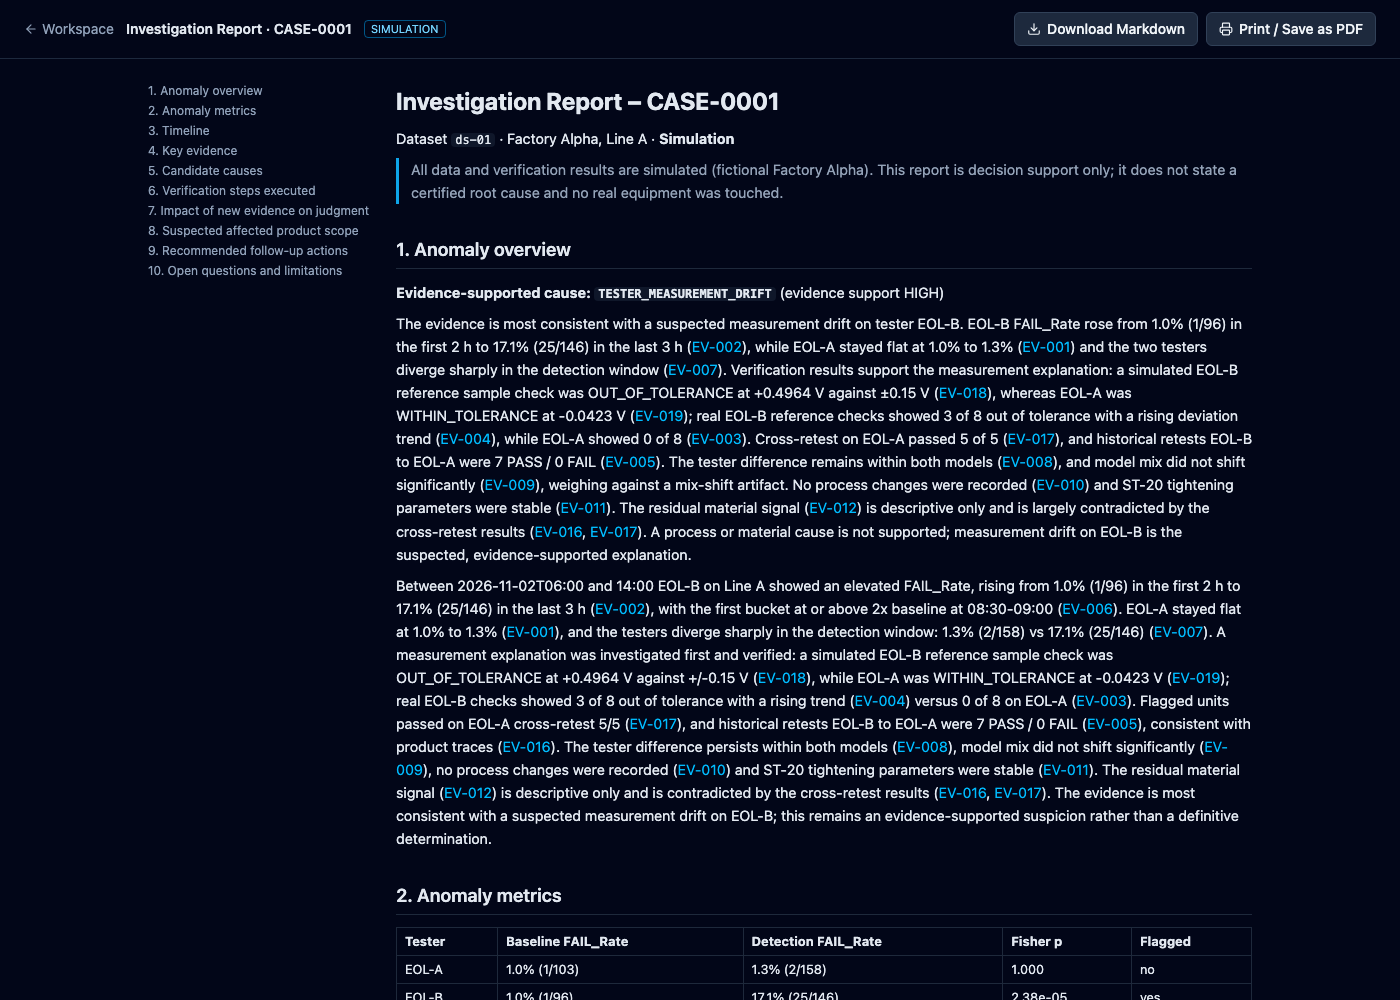 ← Workspace
Investigation Report · CASE-0001
SIMULATION
Download Markdown
Print / Save as PDF
1. Anomaly overview
2. Anomaly metrics
3. Timeline
4. Key evidence
5. Candidate causes
6. Verification steps executed
7. Impact of new evidence on judgment
8. Suspected affected product scope
9. Recommended follow-up actions
10. Open questions and limitations
Investigation Report – CASE-0001
Dataset ds-01 · Factory Alpha, Line A · Simulation
All data and verification results are simulated (fictional Factory Alpha). This report is decision support only; it does not state a
certified root cause and no real equipment was touched.
1. Anomaly overview
Evidence-supported cause: TESTER_MEASUREMENT_DRIFT (evidence support HIGH)
The evidence is most consistent with a suspected measurement drift on tester EOL-B. EOL-B FAIL_Rate rose from 1.0% (1/96) in
the first 2 h to 17.1% (25/146) in the last 3 h (EV-002), while EOL-A stayed flat at 1.0% to 1.3% (EV-001) and the two testers
diverge sharply in the detection window (EV-007). Verification results support the measurement explanation: a simulated EOL-B
reference sample check was OUT_OF_TOLERANCE at +0.4964 V against ±0.15 V (EV-018), whereas EOL-A was
WITHIN_TOLERANCE at -0.0423 V (EV-019); real EOL-B reference checks showed 3 of 8 out of tolerance with a rising deviation
trend (EV-004), while EOL-A showed 0 of 8 (EV-003). Cross-retest on EOL-A passed 5 of 5 (EV-017), and historical retests EOL-B
to EOL-A were 7 PASS / 0 FAIL (EV-005). The tester difference remains within both models (EV-008), and model mix did not shift
significantly (EV-009), weighing against a mix-shift artifact. No process changes were recorded (EV-010) and ST-20 tightening
parameters were stable (EV-011). The residual material signal (EV-012) is descriptive only and is largely contradicted by the
cross-retest results (EV-016, EV-017). A process or material cause is not supported; measurement drift on EOL-B is the
suspected, evidence-supported explanation.
Between 2026-11-02T06:00 and 14:00 EOL-B on Line A showed an elevated FAIL_Rate, rising from 1.0% (1/96) in the first 2 h to
17.1% (25/146) in the last 3 h (EV-002), with the first bucket at or above 2x baseline at 08:30-09:00 (EV-006). EOL-A stayed flat
at 1.0% to 1.3% (EV-001), and the testers diverge sharply in the detection window: 1.3% (2/158) vs 17.1% (25/146) (EV-007). A
measurement explanation was investigated first and verified: a simulated EOL-B reference sample check was
OUT_OF_TOLERANCE at +0.4964 V against +/-0.15 V (EV-018), while EOL-A was WITHIN_TOLERANCE at -0.0423 V (EV-019);
real EOL-B checks showed 3 of 8 out of tolerance with a rising trend (EV-004) versus 0 of 8 on EOL-A (EV-003). Flagged units
passed on EOL-A cross-retest 5/5 (EV-017), and historical retests EOL-B to EOL-A were 7 PASS / 0 FAIL (EV-005), consistent with
product traces (EV-016). The tester difference persists within both models (EV-008), model mix did not shift significantly (EV-
009), no process changes were recorded (EV-010) and ST-20 tightening parameters were stable (EV-011). The residual material
signal (EV-012) is descriptive only and is contradicted by the cross-retest results (EV-016, EV-017). The evidence is most
consistent with a suspected measurement drift on EOL-B; this remains an evidence-supported suspicion rather than a definitive
determination.
2. Anomaly metrics
Tester Baseline FAIL_Rate Detection FAIL_Rate Fisher p Flagged
EOL-A 1.0% (1/103) 1.3% (2/158) 1.000 no
EOL-B 1.0% (1/96) 17.1% (25/146) 2.38e-05 yes